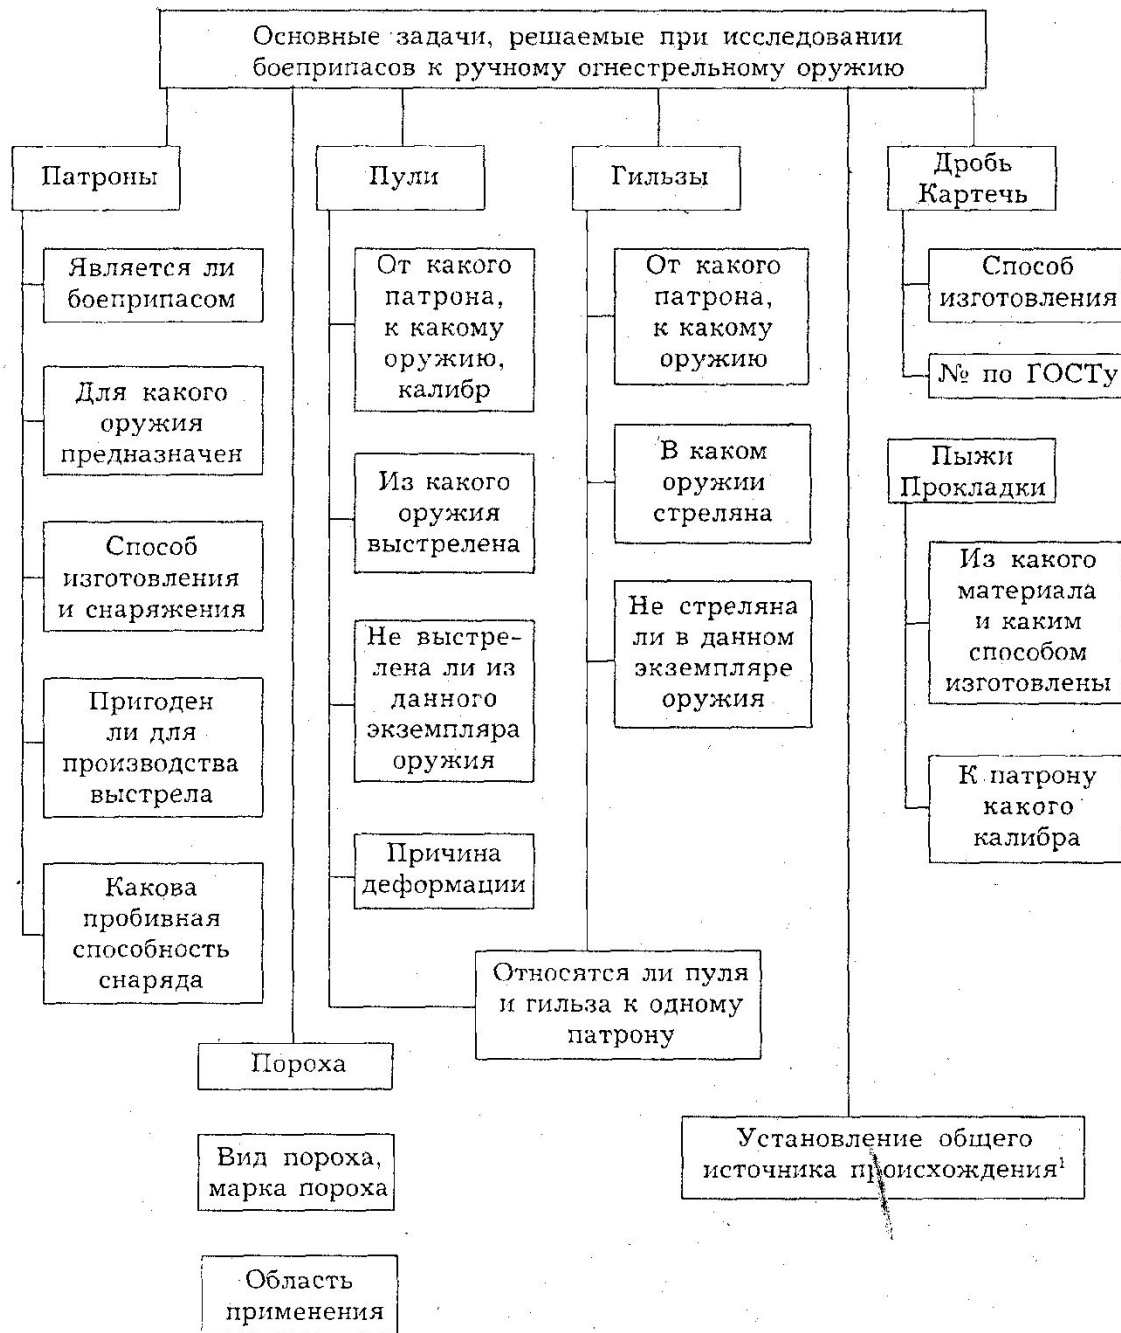 Основные задачи, решаемые при исследовании
боеприпасов к ручному огнестрельному оружию
Патроны
Является ли
боеприпасом
Для какого
оружия
предназначен
Способ
изготовления
и снаряжения
Пригоден
ли для
производства
выстрела
Какова
пробивная
способность
снаряда
Пороха
Вид пороха,
марка пороха
Область
применения
Пули
От какого
патрона,
к какому
оружию,
калибр
Из какого
оружия
выстрелена
Не выстре-
лена ли из
данного
экземпляра
оружия
Причина
деформации
Гильзы
От какого
патрона,
к какому
оружию
В каком
оружии
стреляна
Не стреляна
ли в данном
экземпляре
оружия
Относятся ли пуля
и гильза к одному
патрону
Установление общего
источника происхождения¹
Дробь
Картечь
Способ
изготовления
№ по ГОСТу
Пыжи
Прокладки
Из какого
материала
и каким
способом
изготовлены
К патрону
какого
калибра